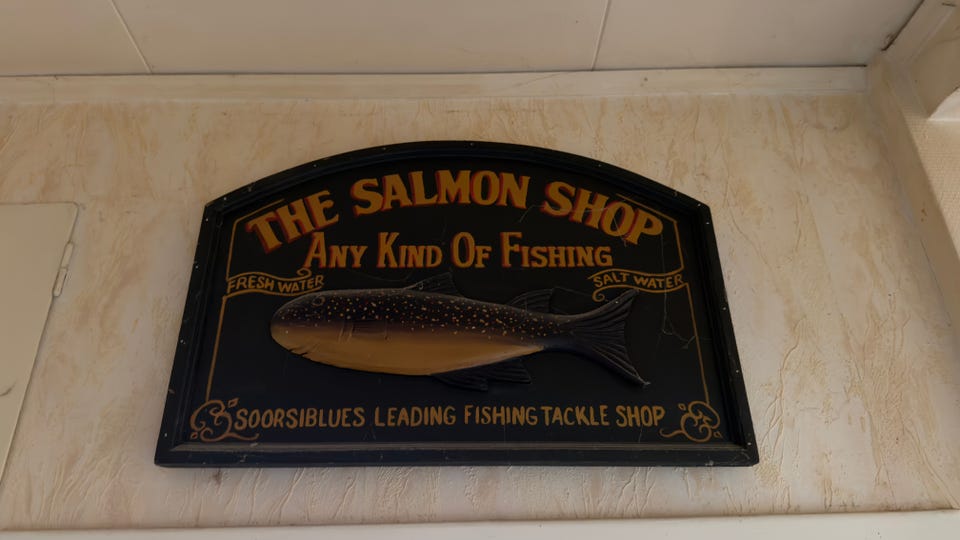 THE SALMON SHOP
ANY KIND OF FISHING
FRESH WATER
SALT WATER
SOORSIBLUES LEADING FISHING TACKLE SHOP